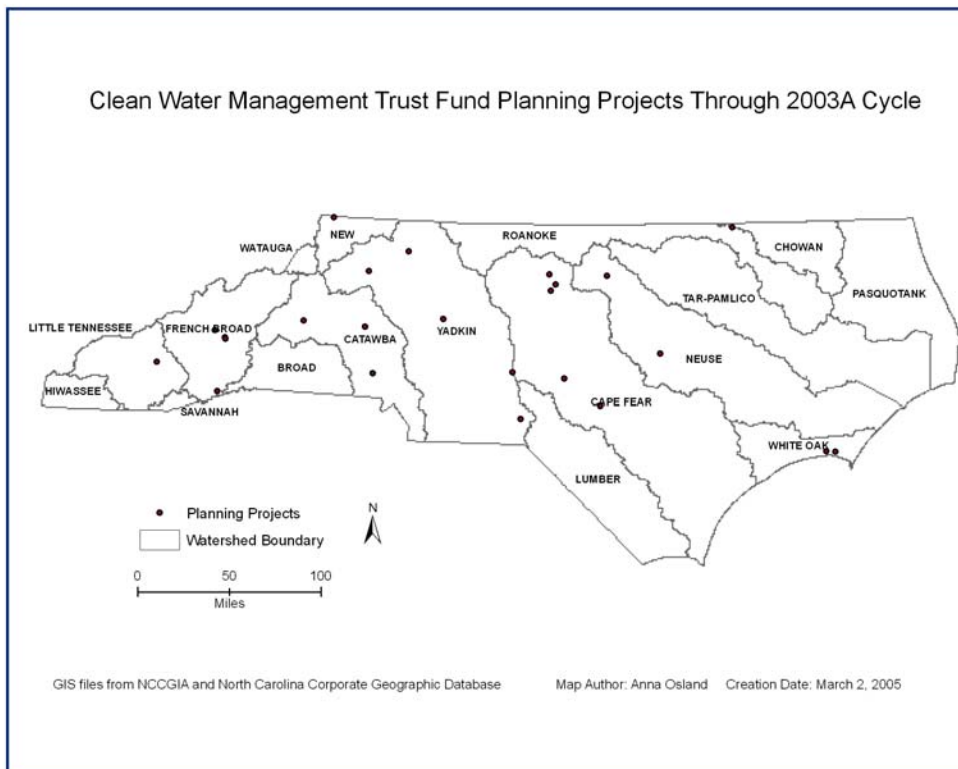 Clean Water Management Trust Fund Planning Projects Through 2003A Cycle
NEW
WATAUGA
ROANOKE
CHOWAN
PASQUOTANK
TAR-PAMLICO
LITTLE TENNESSEE
FRENCH BROAD
CATAWBA
YADKIN
NEUSE
BROAD
HIWASSEE
SAVANNAH
CAPE FEAR
WHITE OAK
LUMBER
Planning Projects
Watershed Boundary
N
0 50 100
Miles
GIS files from NCCGIA and North Carolina Corporate Geographic Database Map Author: Anna Osland Creation Date: March 2, 2005